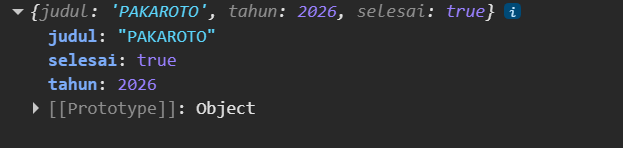 {judul: 'PAKAROTO', tahun: 2026, selesai: true} i
judul: "PAKAROTO"
selesai: true
tahun: 2026
[[Prototype]]: Object